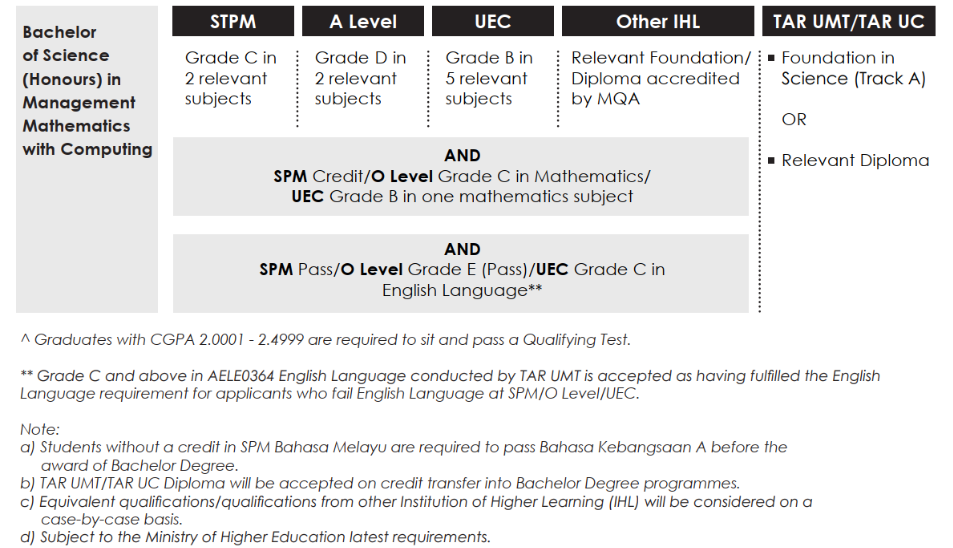 Bachelor
of Science
(Honours) in
Management
Mathematics
with Computing
STPM
Grade C in
2 relevant
subjects
A Level
Grade D in
2 relevant
subjects
UEC
Grade B in
5 relevant
subjects
Other IHL
Relevant Foundation/
Diploma accredited
by MQA
AND
SPM Credit/O Level Grade C in Mathematics/
UEC Grade B in one mathematics subject
AND
SPM Pass/O Level Grade E (Pass)/UEC Grade C in
English Language**
TAR UMT/TAR UC
▪ Foundation in
Science (Track A)
OR
▪ Relevant Diploma
^ Graduates with CGPA 2.0001 - 2.4999 are required to sit and pass a Qualifying Test.
** Grade C and above in AELE0364 English Language conducted by TAR UMT is accepted as having fulfilled the English
Language requirement for applicants who fail English Language at SPM/O Level/UEC.
Note:
a) Students without a credit in SPM Bahasa Melayu are required to pass Bahasa Kebangsaan A before the
award of Bachelor Degree.
b) TAR UMT/TAR UC Diploma will be accepted on credit transfer into Bachelor Degree programmes.
c) Equivalent qualifications/qualifications from other Institution of Higher Learning (IHL) will be considered on a
case-by-case basis.
d) Subject to the Ministry of Higher Education latest requirements.